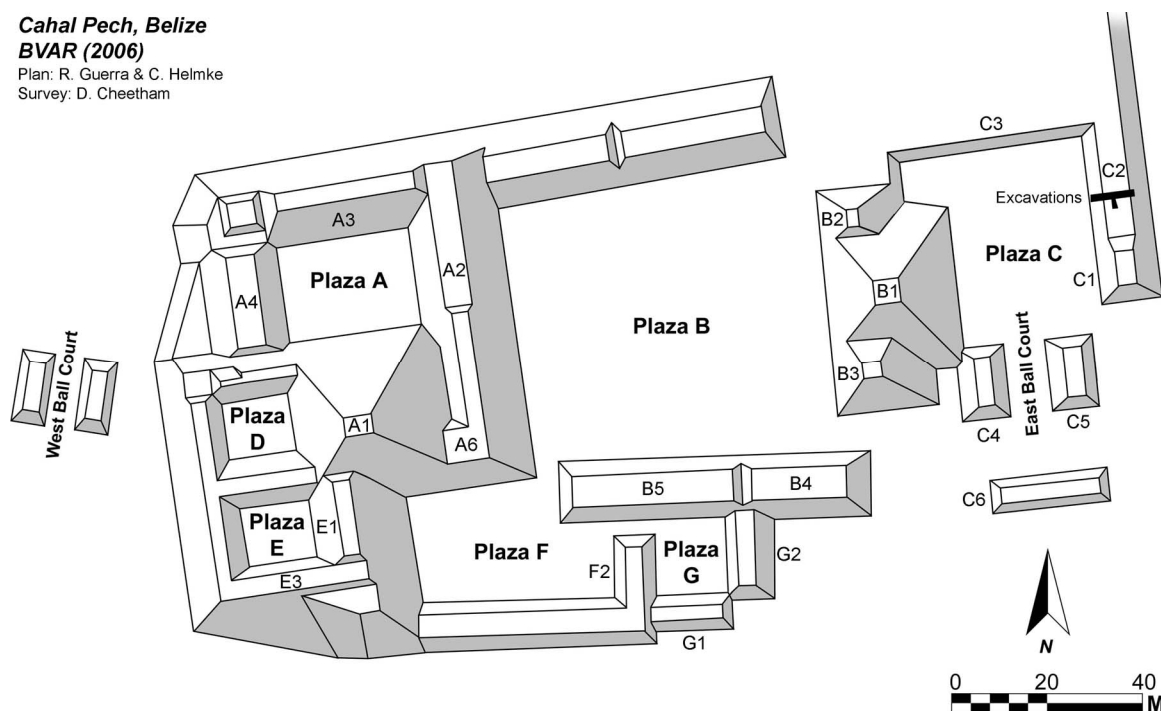 Cahal Pech, Belize
BVAR (2006)
Plan: R. Guerra & C. Helmke
Survey: D. Cheetham
C3
C2
Excavations
A3
B2
Plaza A
A2
Plaza C
A4
B1
C1
Plaza B
West Ball Court
B3
East Ball Court
Plaza
D
A1
A6
C4
C5
B5
B4
C6
Plaza
E
E1
Plaza F
Plaza
G
G2
E3
F2
G1
N
0 20 40
M